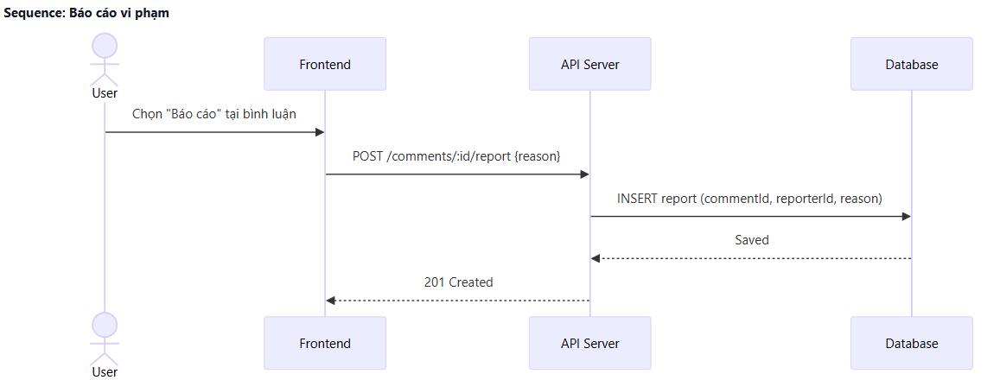 Sequence: Báo cáo vi phạm
User
Frontend
API Server
Database
Chọn "Báo cáo" tại bình luận
POST /comments/:id/report {reason}
INSERT report (commentId, reporterId, reason)
Saved
201 Created
User
Frontend
API Server
Database